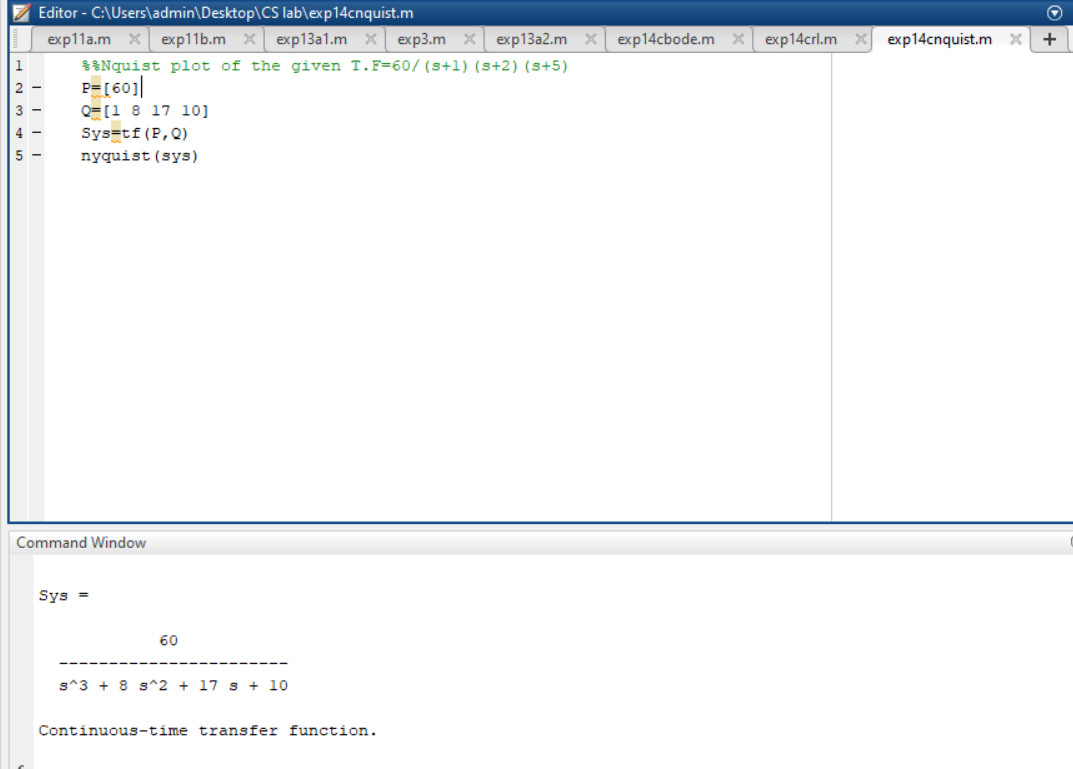 Editor - C:\Users\admin\Desktop\CS lab\exp14cnquist.m
exp11a.m exp11b.m exp13a1.m exp3.m exp13a2.m exp14cbode.m exp14crl.m exp14cnquist.m +
1 %%Nquist plot of the given T.F=60/(s+1)(s+2)(s+5)
2 - P=[60]
3 - Q=[1 8 17 10]
4 - Sys=tf(P,Q)
5 - nyquist(sys)
Command Window
Sys =
60
-----------------------
s^3 + 8 s^2 + 17 s + 10
Continuous-time transfer function.